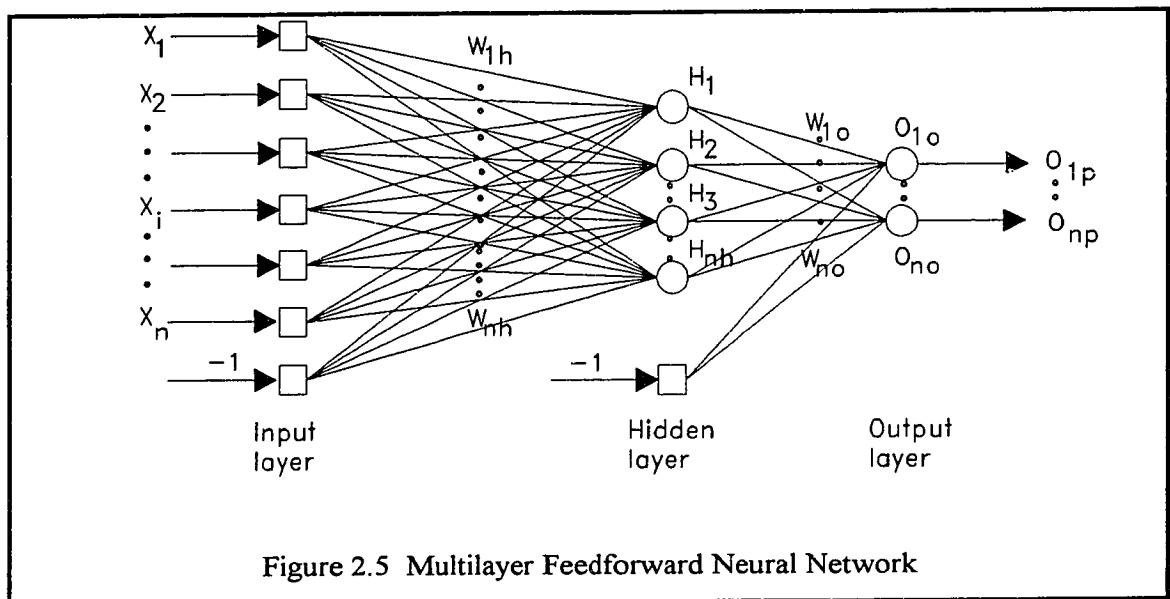 X1
X2
Xi
Xn
-1
W1h
Wnh
H1
H2
H3
Hnh
-1
W1o
Wno
O1o
Ono
O1p
Onp
Input
layer
Hidden
layer
Output
layer
Figure 2.5 Multilayer Feedforward Neural Network